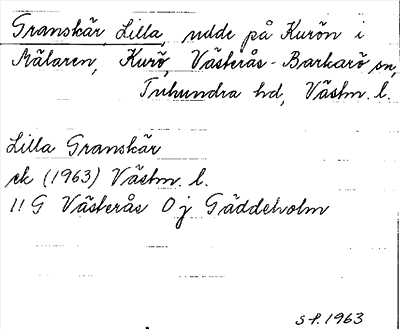 Granskär, Lilla, udde på Kurön i
Mälaren, Kurö, Västerås-Barkarö sn,
Tuhundra hd, Västm. l.
Lilla Granskär
ek (1963) Västm. l.
11 G Västerås 0 j Gäddeholm
s f. 1963